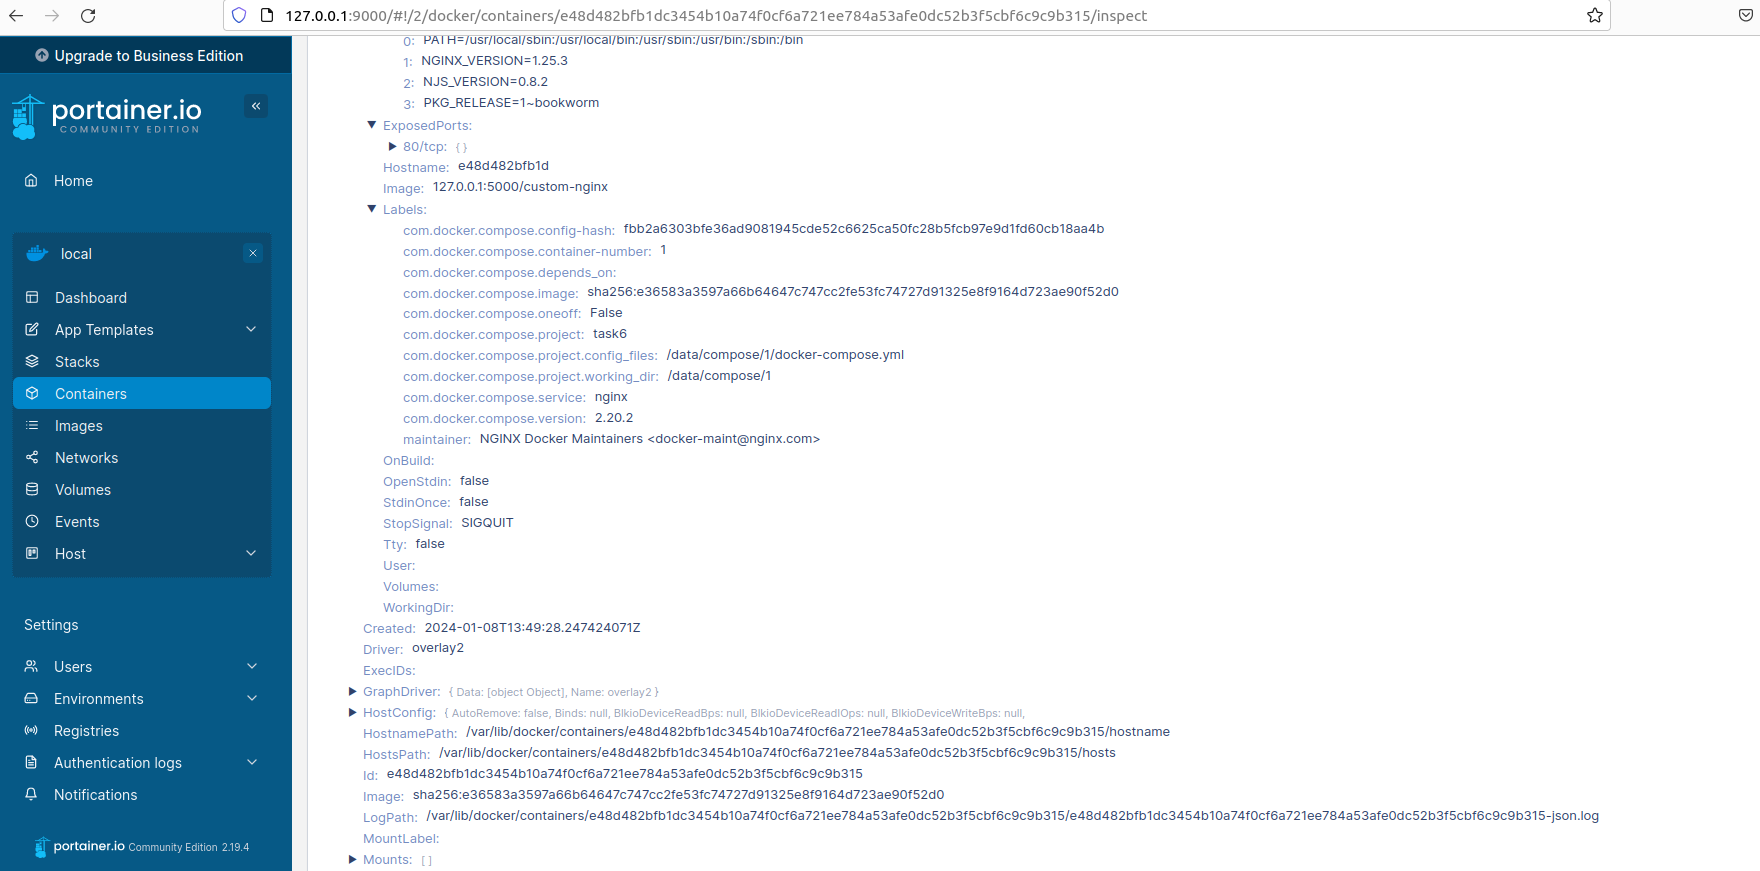 127.0.0.1:9000/#!/2/docker/containers/e48d482bfb1dc3454b10a74f0cf6a721ee784a53afe0dc52b3f5cbf6c9c9b315/inspect
Upgrade to Business Edition
portainer.io
COMMUNITY EDITION
Home
local
Dashboard
App Templates
Stacks
Containers
Images
Networks
Volumes
Events
Host
Settings
Users
Environments
Registries
Authentication logs
Notifications
portainer.io Community Edition 2.19.4
0: PATH=/usr/local/sbin:/usr/local/bin:/usr/sbin:/usr/bin:/sbin:/bin
1: NGINX_VERSION=1.25.3
2: NJS_VERSION=0.8.2
3: PKG_RELEASE=1~bookworm
ExposedPorts:
80/tcp: { }
Hostname: e48d482bfb1d
Image: 127.0.0.1:5000/custom-nginx
Labels:
com.docker.compose.config-hash: fbb2a6303bfe36ad9081945cde52c6625ca50fc28b5fcb97e9d1fd60cb18aa4b
com.docker.compose.container-number: 1
com.docker.compose.depends_on:
com.docker.compose.image: sha256:e36583a3597a66b64647c747cc2fe53fc74727d91325e8f9164d723ae90f52d0
com.docker.compose.oneoff: False
com.docker.compose.project: task6
com.docker.compose.project.config_files: /data/compose/1/docker-compose.yml
com.docker.compose.project.working_dir: /data/compose/1
com.docker.compose.service: nginx
com.docker.compose.version: 2.20.2
maintainer: NGINX Docker Maintainers <docker-maint@nginx.com>
OnBuild:
OpenStdin: false
StdinOnce: false
StopSignal: SIGQUIT
Tty: false
User:
Volumes:
WorkingDir:
Created: 2024-01-08T13:49:28.247424071Z
Driver: overlay2
ExecIDs:
GraphDriver: { Data: [object Object], Name: overlay2 }
HostConfig: { AutoRemove: false, Binds: null, BlkioDeviceReadBps: null, BlkioDeviceReadIOps: null, BlkioDeviceWriteBps: null,
HostnamePath: /var/lib/docker/containers/e48d482bfb1dc3454b10a74f0cf6a721ee784a53afe0dc52b3f5cbf6c9c9b315/hostname
HostsPath: /var/lib/docker/containers/e48d482bfb1dc3454b10a74f0cf6a721ee784a53afe0dc52b3f5cbf6c9c9b315/hosts
Id: e48d482bfb1dc3454b10a74f0cf6a721ee784a53afe0dc52b3f5cbf6c9c9b315
Image: sha256:e36583a3597a66b64647c747cc2fe53fc74727d91325e8f9164d723ae90f52d0
LogPath: /var/lib/docker/containers/e48d482bfb1dc3454b10a74f0cf6a721ee784a53afe0dc52b3f5cbf6c9c9b315/e48d482bfb1dc3454b10a74f0cf6a721ee784a53afe0dc52b3f5cbf6c9c9b315-json.log
MountLabel:
Mounts: [ ]